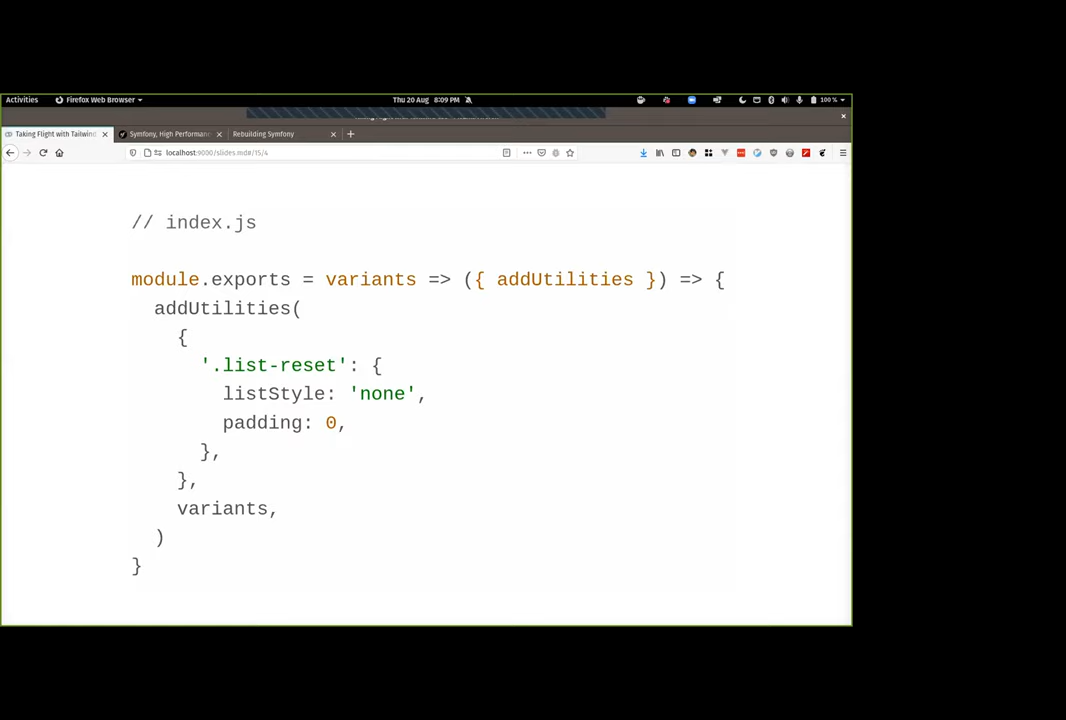 Activities Firefox Web Browser Thu 20 Aug 8:09 PM 100 %
Taking Flight with Tailwind Symfony, High Performan Rebuilding Symfony
localhost:9000/slides.md#/15/4
// index.js
module.exports = variants => ({ addUtilities }) => {
addUtilities(
{
'.list-reset': {
listStyle: 'none',
padding: 0,
},
},
variants,
)
}